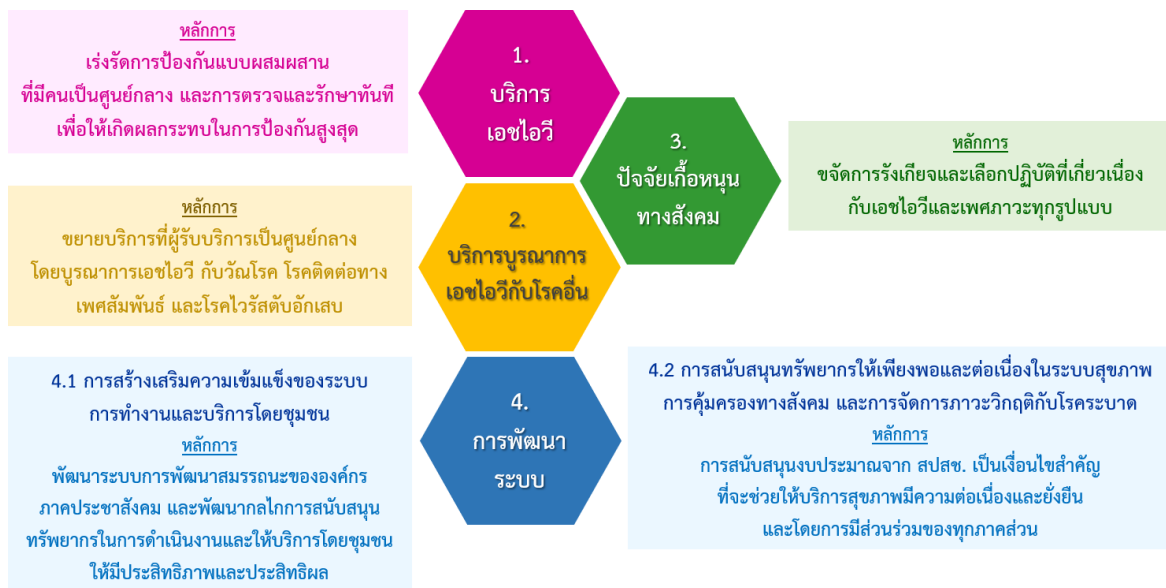 หลักการ
เร่งรัดการป้องกันแบบผสมผสาน
ที่มีคนเป็นศูนย์กลาง และการตรวจและรักษาทันที
เพื่อให้เกิดผลกระทบในการป้องกันสูงสุด
1.
บริการ
เอชไอวี
หลักการ
ขยายบริการที่ผู้รับบริการเป็นศูนย์กลาง
โดยบูรณาการเอชไอวี กับวัณโรค โรคติดต่อทาง
เพศสัมพันธ์ และโรคไวรัสตับอักเสบ
2.
บริการบูรณาการ
เอชไอวีกับโรคอื่น
3.
ปัจจัยเกื้อหนุน
ทางสังคม
หลักการ
ขจัดการรังเกียจและเลือกปฏิบัติที่เกี่ยวเนื่อง
กับเอชไอวีและเพศภาวะทุกรูปแบบ
4.1 การสร้างเสริมความเข้มแข็งของระบบ
การทำงานและบริการโดยชุมชน
หลักการ
พัฒนาระบบการพัฒนาสมรรถนะขององค์กร
ภาคประชาสังคม และพัฒนากลไกการสนับสนุน
ทรัพยากรในการดำเนินงานและให้บริการโดยชุมชน
ให้มีประสิทธิภาพและประสิทธิผล
4.
การพัฒนา
ระบบ
4.2 การสนับสนุนทรัพยากรให้เพียงพอและต่อเนื่องในระบบสุขภาพ
การคุ้มครองทางสังคม และการจัดการภาวะวิกฤติกับโรคระบาด
หลักการ
การสนับสนุนงบประมาณจาก สปสช. เป็นเงื่อนไขสำคัญ
ที่จะช่วยให้บริการสุขภาพมีความต่อเนื่องและยั่งยืน
และโดยการมีส่วนร่วมของทุกภาคส่วน